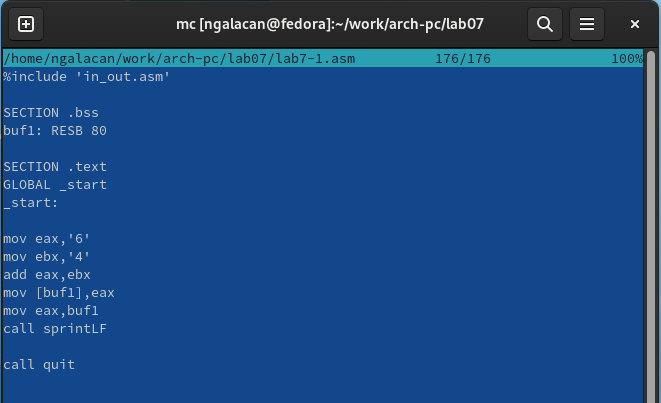 mc [ngalacan@fedora]:~/work/arch-pc/lab07
/home/ngalacan/work/arch-pc/lab07/lab7-1.asm 176/176 100%
%include 'in_out.asm'
SECTION .bss
buf1: RESB 80
SECTION .text
GLOBAL _start
_start:
mov eax,'6'
mov ebx,'4'
add eax,ebx
mov [buf1],eax
mov eax,buf1
call sprintLF
call quit